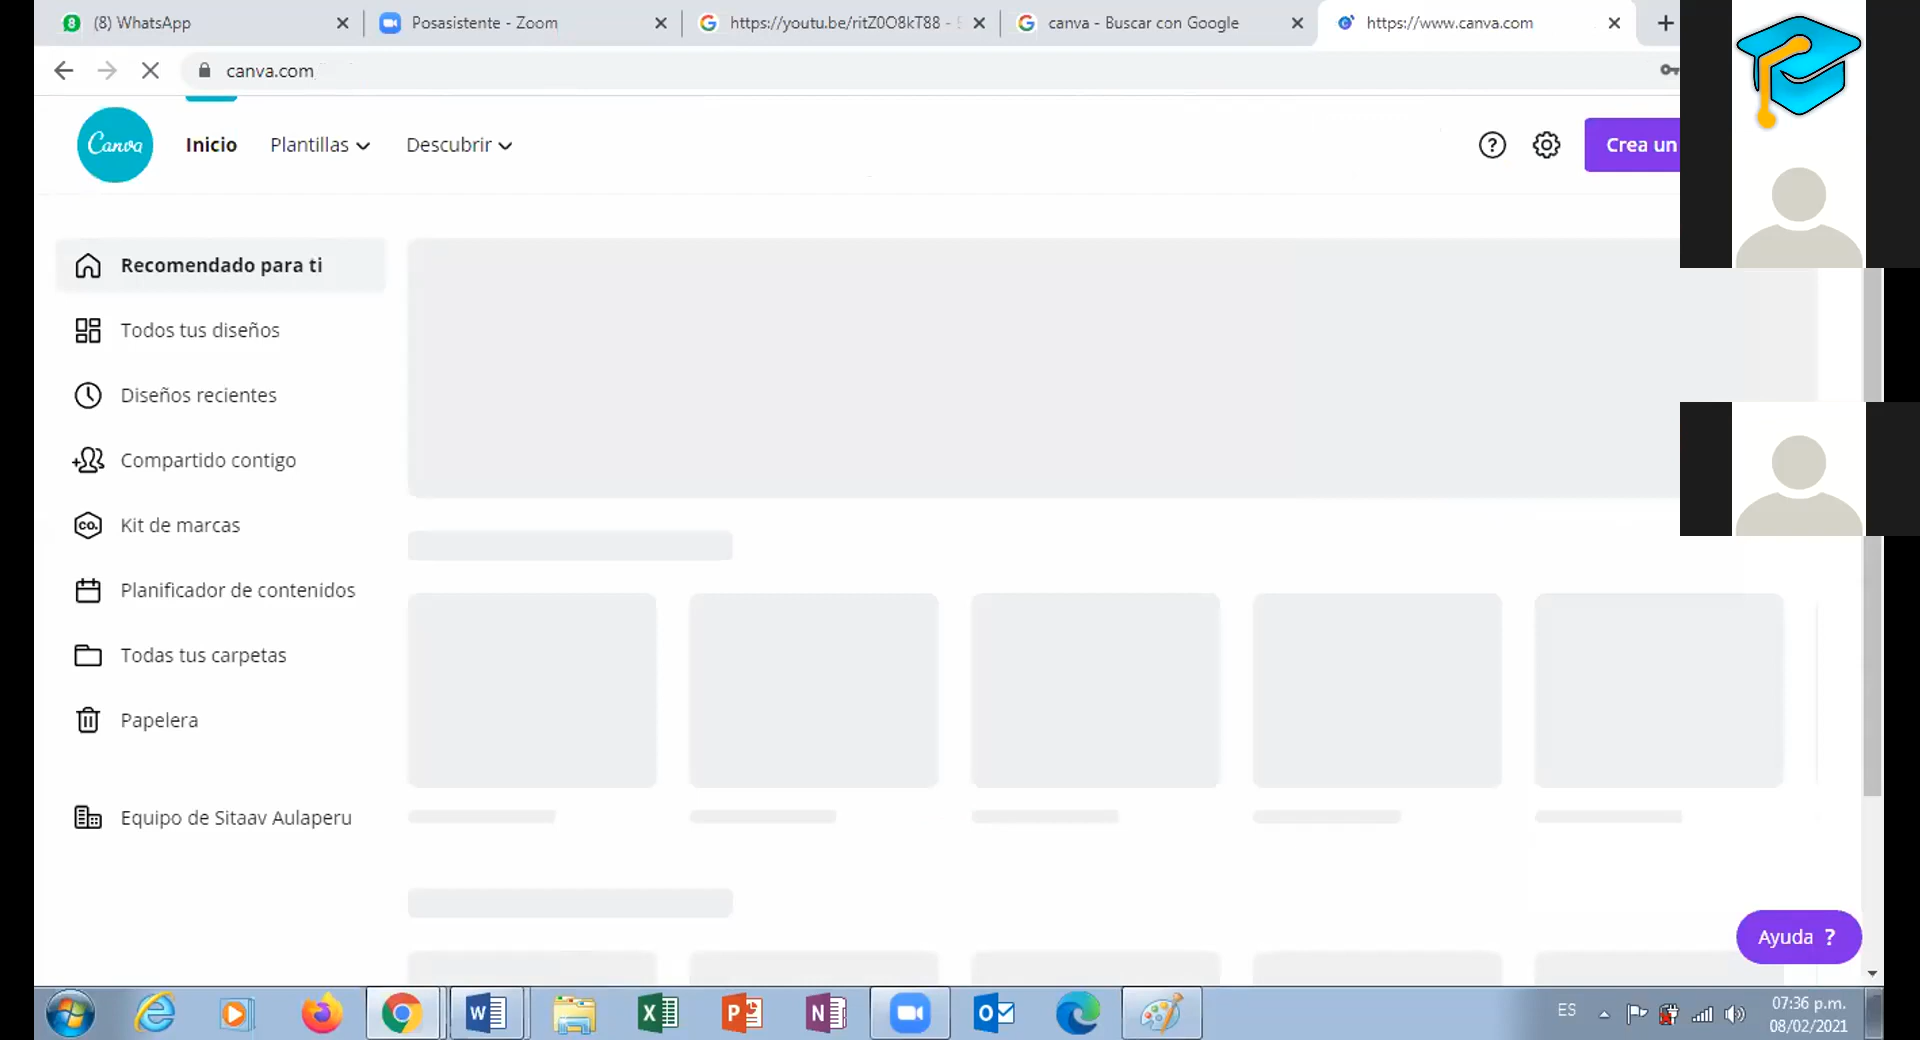 (8) WhatsApp
Posasistente - Zoom
https://youtu.be/ritZ0O8kT88 -
canva - Buscar con Google
https://www.canva.com
canva.com
Canva
Inicio
Plantillas
Descubrir
Crea un
Recomendado para ti
Todos tus diseños
Diseños recientes
Compartido contigo
CO.
Kit de marcas
Planificador de contenidos
Todas tus carpetas
Papelera
Equipo de Sitaav Aulaperu
Ayuda ?
ES
07:36 p.m.
08/02/2021